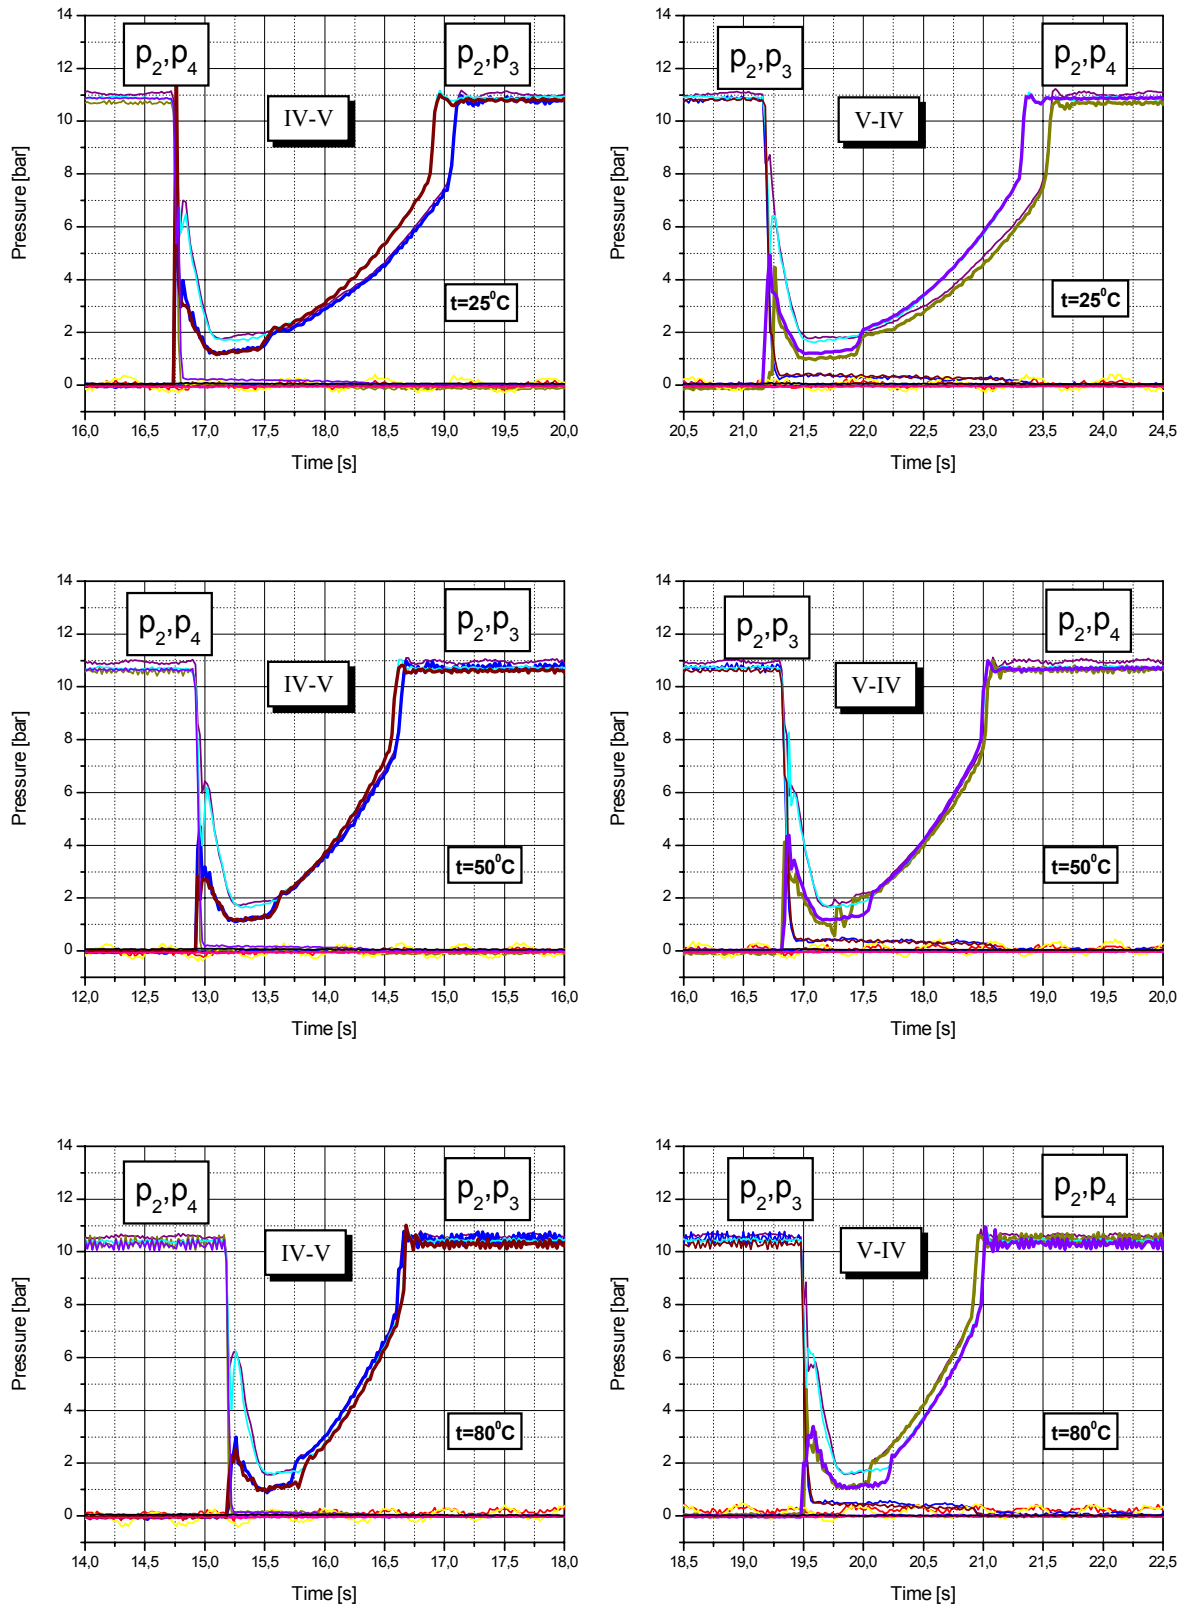 14
12
10
8
6
4
2
0
Pressure [bar]
p2,p4
p2,p3
IV-V
t=25⁰C
16,0 16,5 17,0 17,5 18,0 18,5 19,0 19,5 20,0
Time [s]
14
12
10
8
6
4
2
0
Pressure [bar]
p2,p3
p2,p4
V-IV
t=25⁰C
20,5 21,0 21,5 22,0 22,5 23,0 23,5 24,0 24,5
Time [s]
14
12
10
8
6
4
2
0
Pressure [bar]
p2,p4
p2,p3
IV-V
t=50⁰C
12,0 12,5 13,0 13,5 14,0 14,5 15,0 15,5 16,0
Time [s]
14
12
10
8
6
4
2
0
Pressure [bar]
p2,p3
p2,p4
V-IV
t=50⁰C
16,0 16,5 17,0 17,5 18,0 18,5 19,0 19,5 20,0
Time [s]
14
12
10
8
6
4
2
0
Pressure [bar]
p2,p4
p2,p3
IV-V
t=80⁰C
14,0 14,5 15,0 15,5 16,0 16,5 17,0 17,5 18,0
Time [s]
14
12
10
8
6
4
2
0
Pressure [bar]
p2,p3
p2,p4
V-IV
t=80⁰C
18,5 19,0 19,5 20,0 20,5 21,0 21,5 22,0 22,5
Time [s]